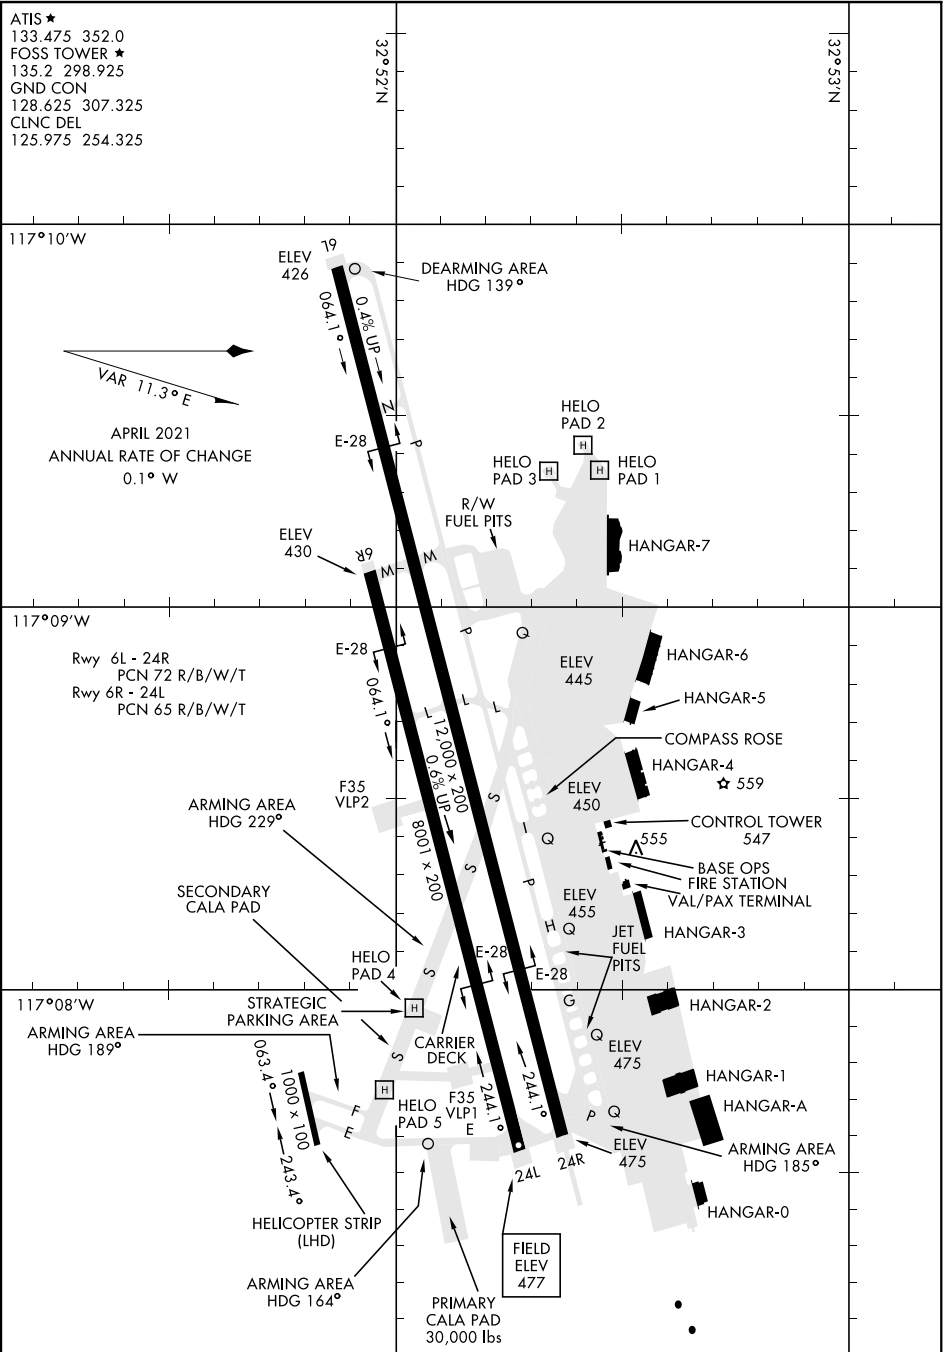 ATIS ★
133.475 352.0
FOSS TOWER ★
135.2 298.925
GND CON
128.625 307.325
CLNC DEL
125.975 254.325
32° 52'N
32° 53'N
117°10'W
ELEV
426
6L
DEARMING AREA
HDG 139°
064.1°
0.4% UP
VAR 11.3° E
APRIL 2021
ANNUAL RATE OF CHANGE
0.1° W
N
E-28
P
HELO
PAD 2
H
HELO
PAD 3
H
H
HELO
PAD 1
R/W
FUEL PITS
ELEV
430
6R
W
W
HANGAR-7
117°09'W
Rwy 6L - 24R
PCN 72 R/B/W/T
Rwy 6R - 24L
PCN 65 R/B/W/T
E-28
064.1°
P
Q
ELEV
445
HANGAR-6
HANGAR-5
L
L
L
12,000 x 200
0.6% UP
8001 x 200
COMPASS ROSE
HANGAR-4
559
F35
VLP2
S
ELEV
450
ARMING AREA
HDG 229°
I
Q
CONTROL TOWER
547
555
BASE OPS
FIRE STATION
VAL/PAX TERMINAL
S
P
SECONDARY
CALA PAD
ELEV
455
HANGAR-3
H
Q
JET
FUEL
PITS
HELO
PAD 4
S
E-28
E-28
117°08'W
STRATEGIC
PARKING AREA
H
G
HANGAR-2
ARMING AREA
HDG 189°
CARRIER
DECK
S
Q
ELEV
475
063.4°
1000 x 100
243.4°
H
HELO
PAD 5
F35
VLP1
E
244.1°
244.1°
HANGAR-1
HANGAR-A
F
E
P
Q
ELEV
475
ARMING AREA
HDG 185°
24L
24R
HANGAR-0
HELICOPTER STRIP
(LHD)
FIELD
ELEV
477
ARMING AREA
HDG 164°
PRIMARY
CALA PAD
30,000 lbs